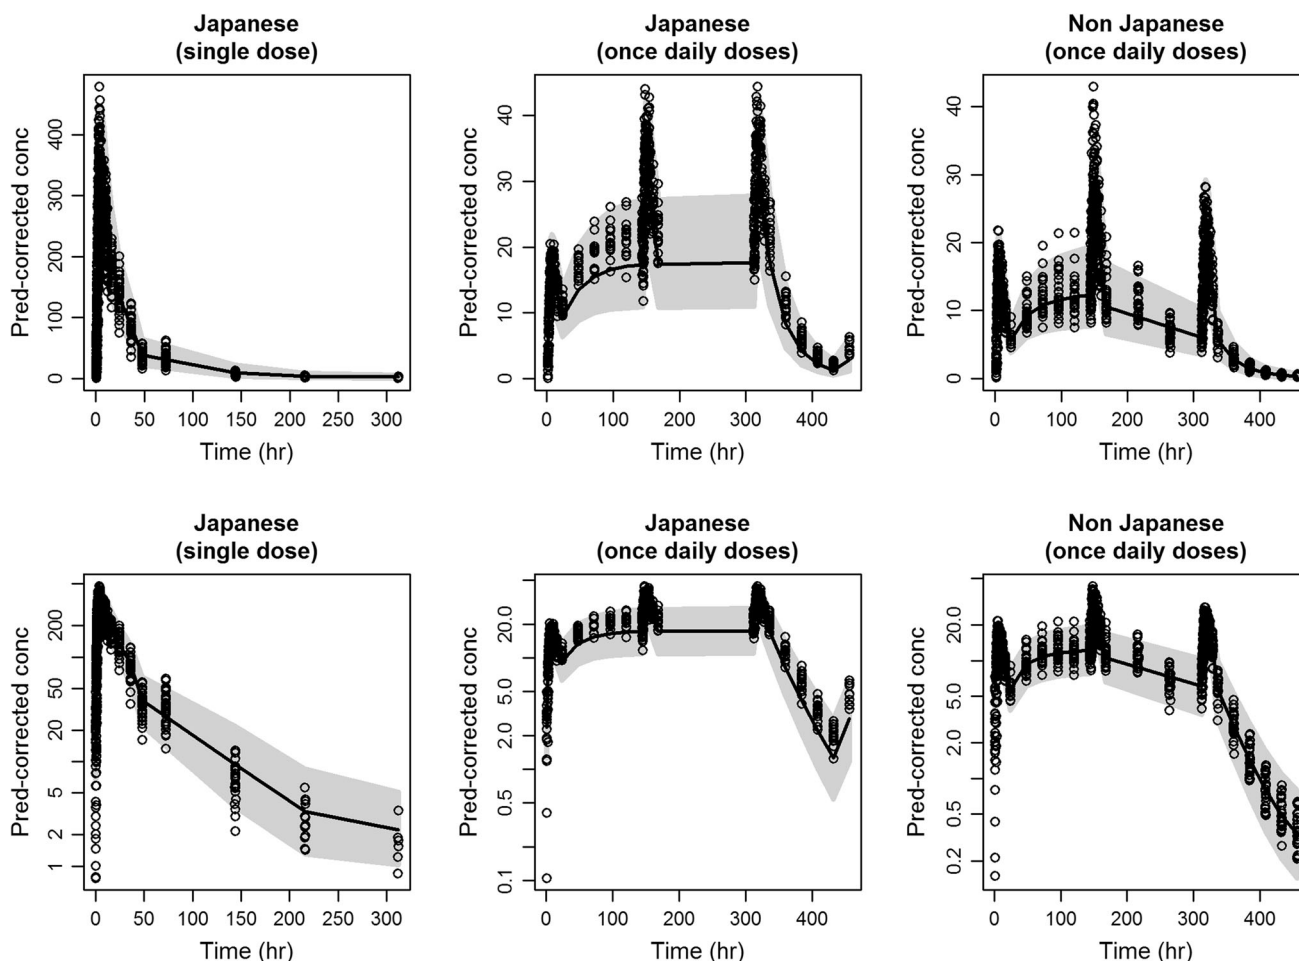 Japanese
(single dose)
Japanese
(once daily doses)
Non Japanese
(once daily doses)
Pred-corrected conc
0 100 200 300 400
0 50 100 150 200 250 300
Time (hr)
Pred-corrected conc
0 10 20 30 40
0 100 200 300 400
Time (hr)
Pred-corrected conc
0 10 20 30 40
0 100 200 300 400
Time (hr)
Japanese
(single dose)
Japanese
(once daily doses)
Non Japanese
(once daily doses)
Pred-corrected conc
1 2 5 20 50 200
0 50 100 150 200 250 300
Time (hr)
Pred-corrected conc
0.1 0.5 2.0 5.0 20.0
0 100 200 300 400
Time (hr)
Pred-corrected conc
0.2 0.5 2.0 5.0 20.0
0 100 200 300 400
Time (hr)